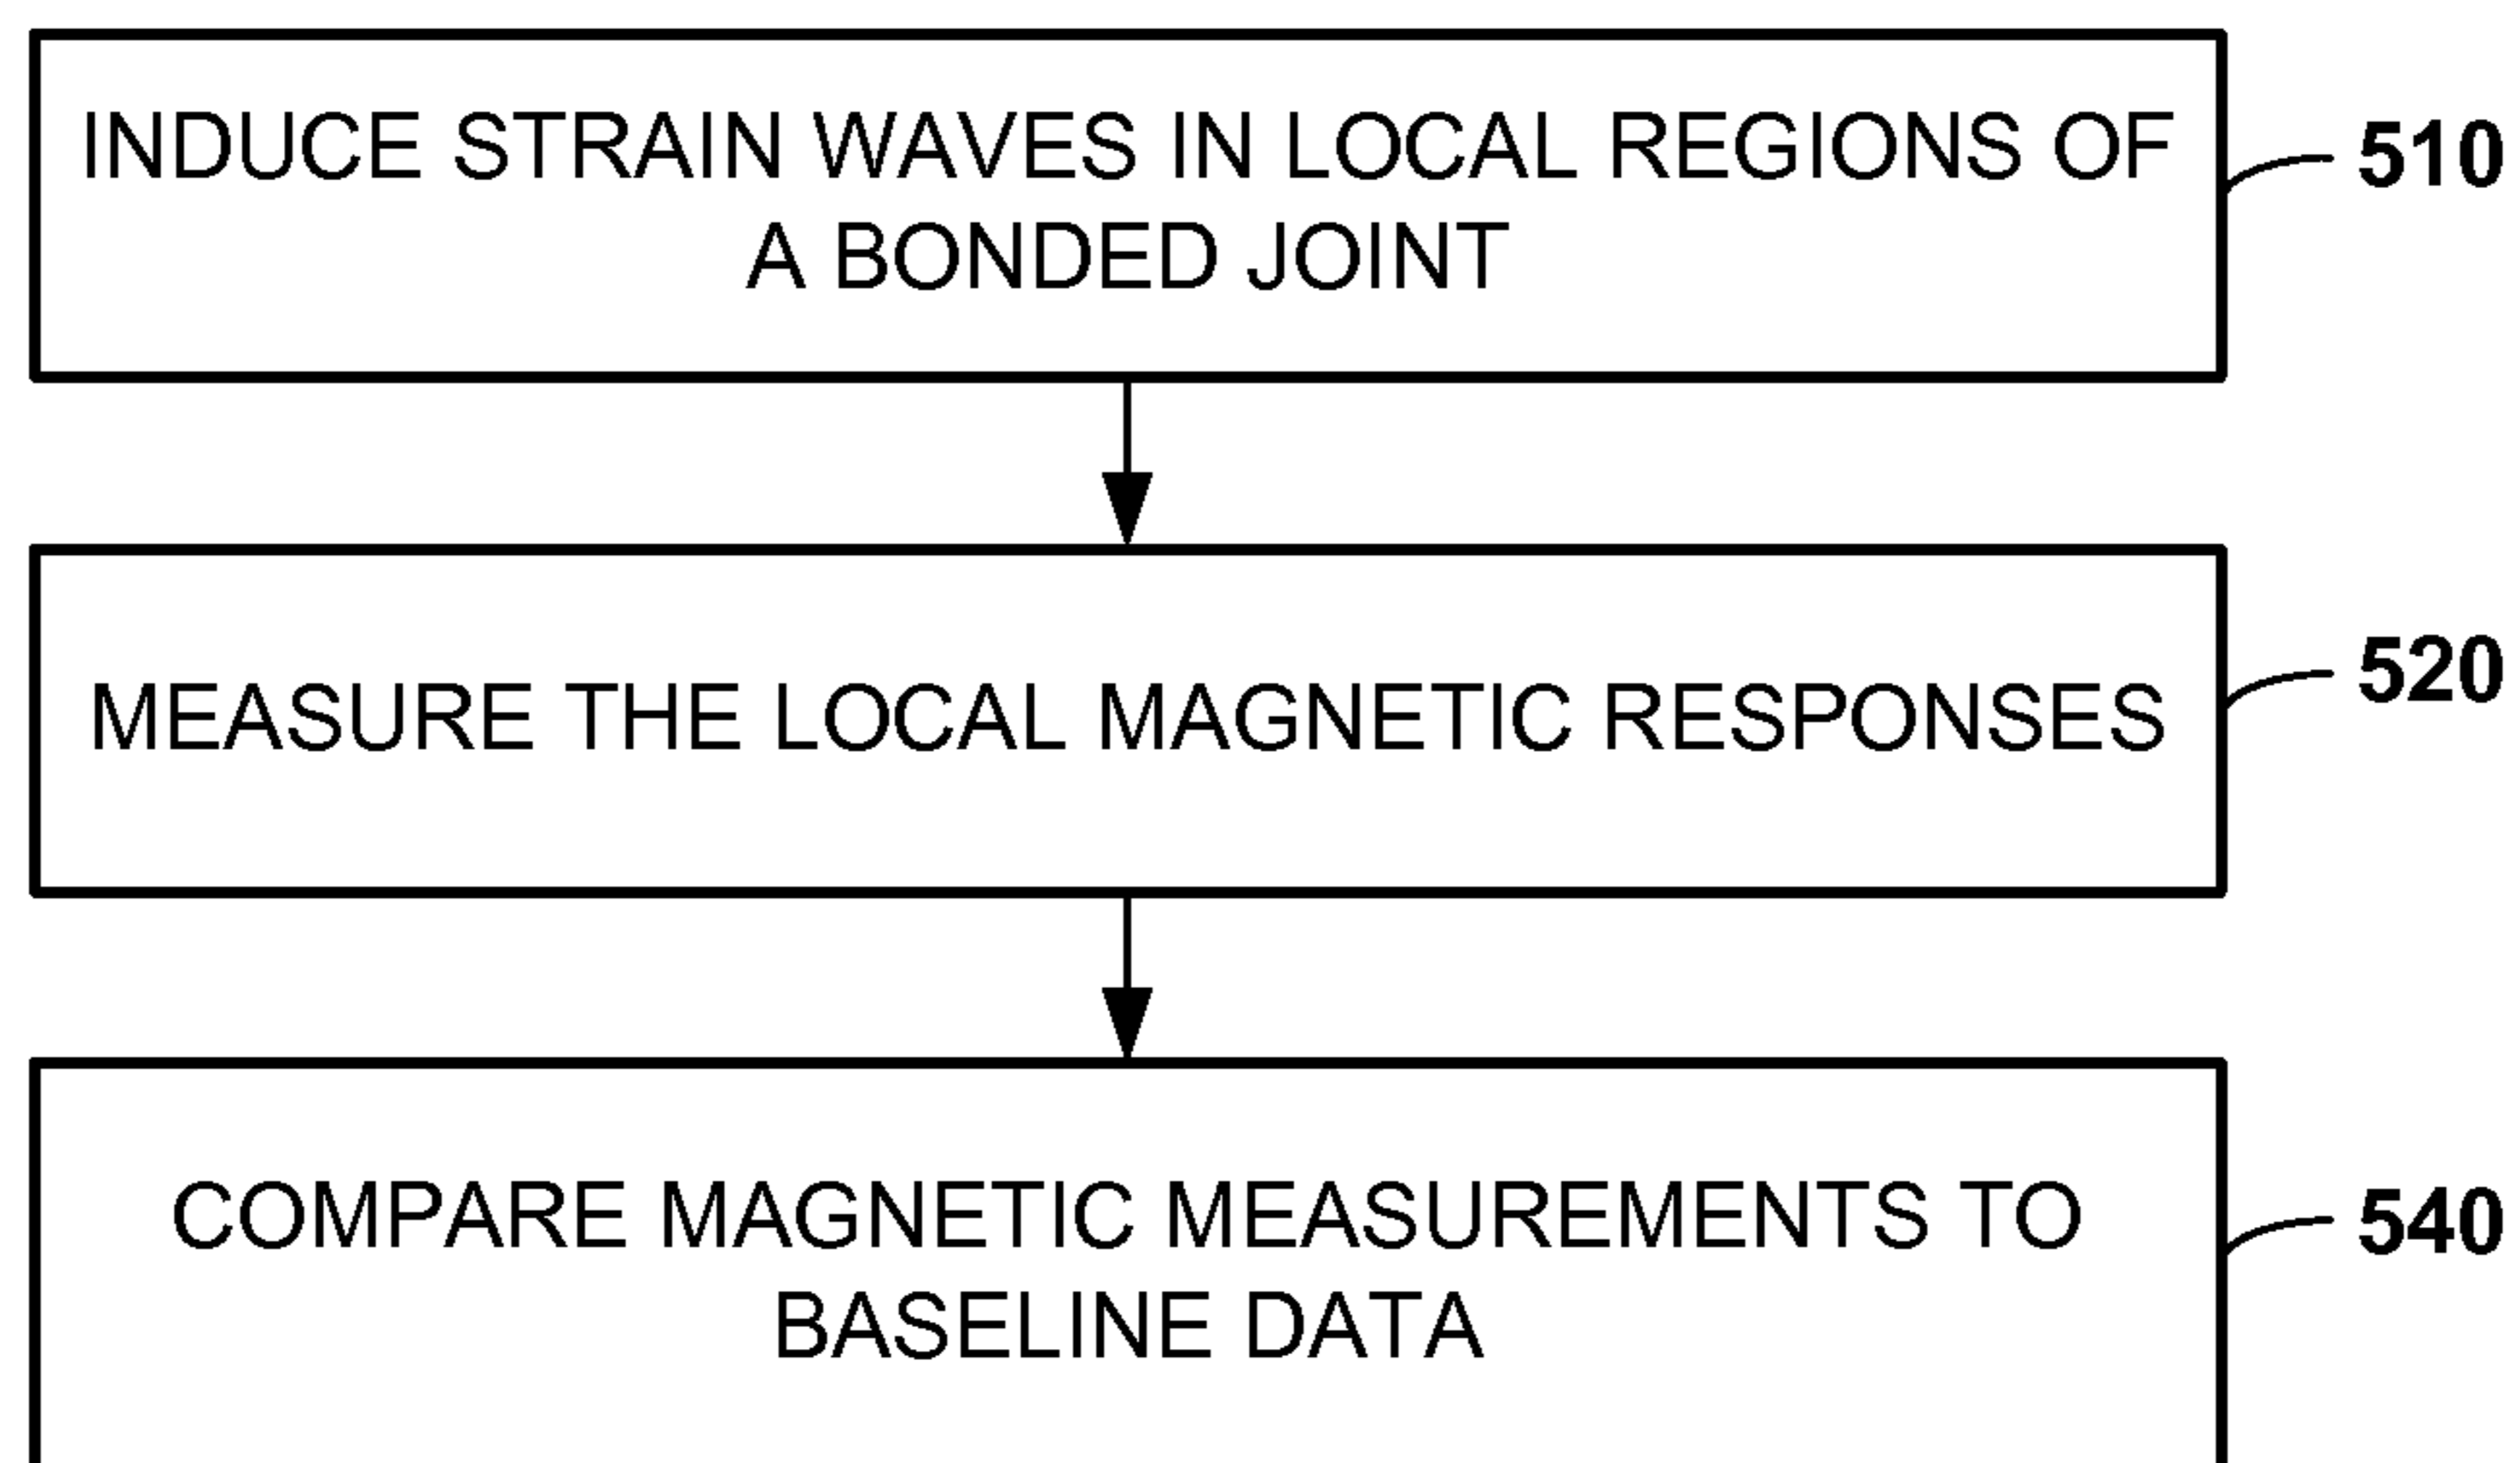 INDUCE STRAIN WAVES IN LOCAL REGIONS OF
A BONDED JOINT
510
MEASURE THE LOCAL MAGNETIC RESPONSES
520
COMPARE MAGNETIC MEASUREMENTS TO
BASELINE DATA
540